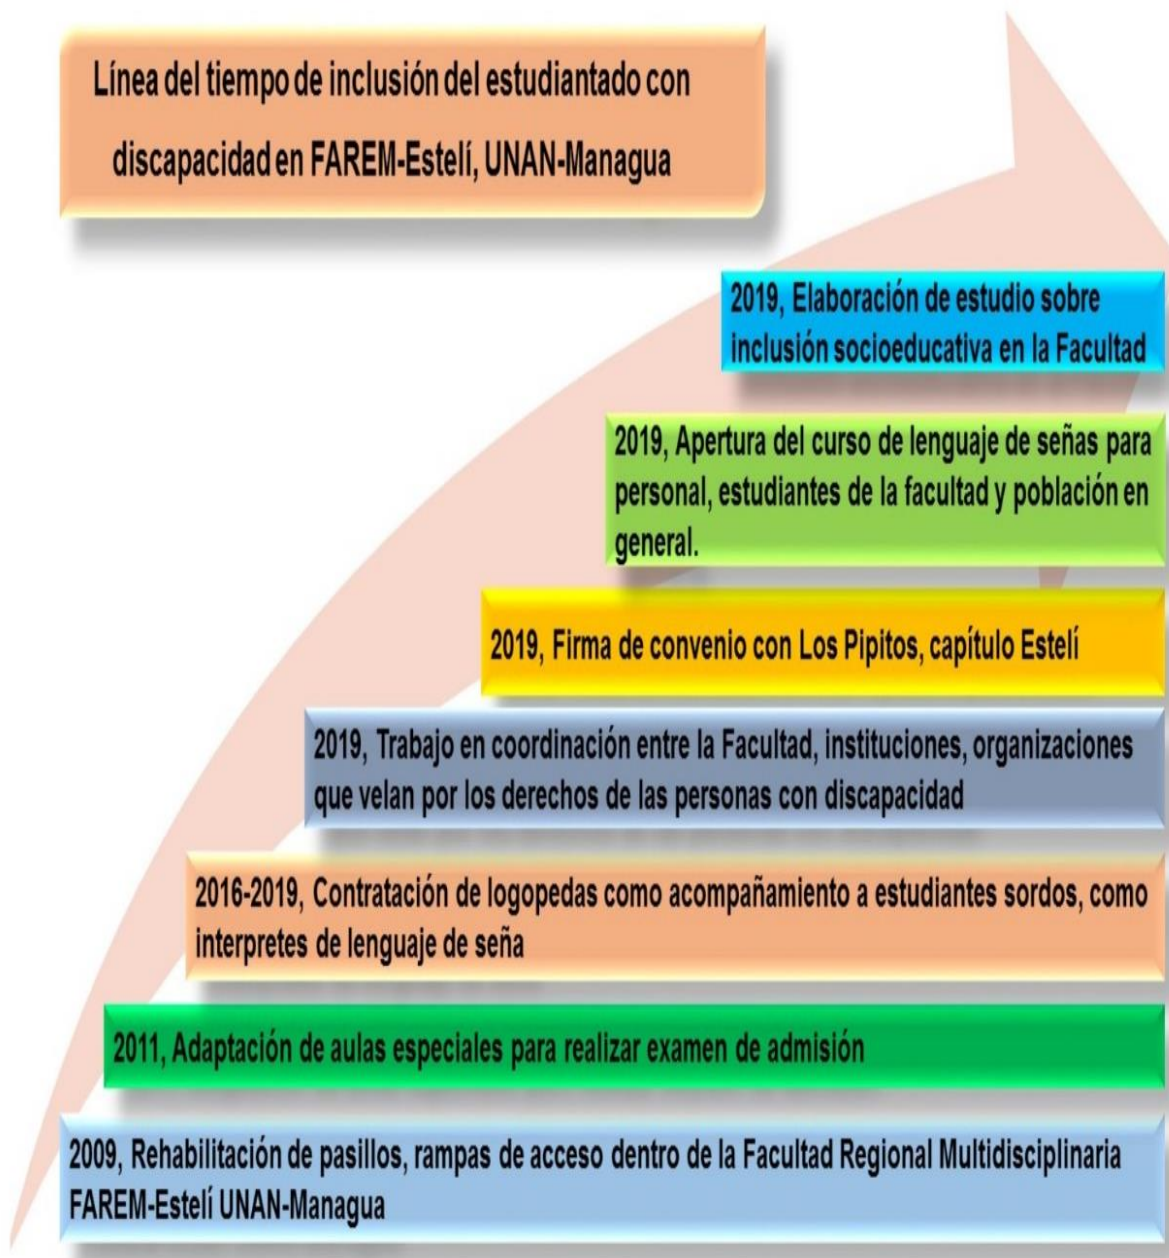 Línea del tiempo de inclusión del estudiantado con
discapacidad en FAREM-Estelí, UNAN-Managua
2019, Elaboración de estudio sobre
inclusión socioeducativa en la Facultad
2019, Apertura del curso de lenguaje de señas para
personal, estudiantes de la facultad y población en
general.
2019, Firma de convenio con Los Pipitos, capítulo Estelí
2019, Trabajo en coordinación entre la Facultad, instituciones, organizaciones
que velan por los derechos de las personas con discapacidad
2016-2019, Contratación de logopedas como acompañamiento a estudiantes sordos, como
interpretes de lenguaje de seña
2011, Adaptación de aulas especiales para realizar examen de admisión
2009, Rehabilitación de pasillos, rampas de acceso dentro de la Facultad Regional Multidisciplinaria
FAREM-Estelí UNAN-Managua